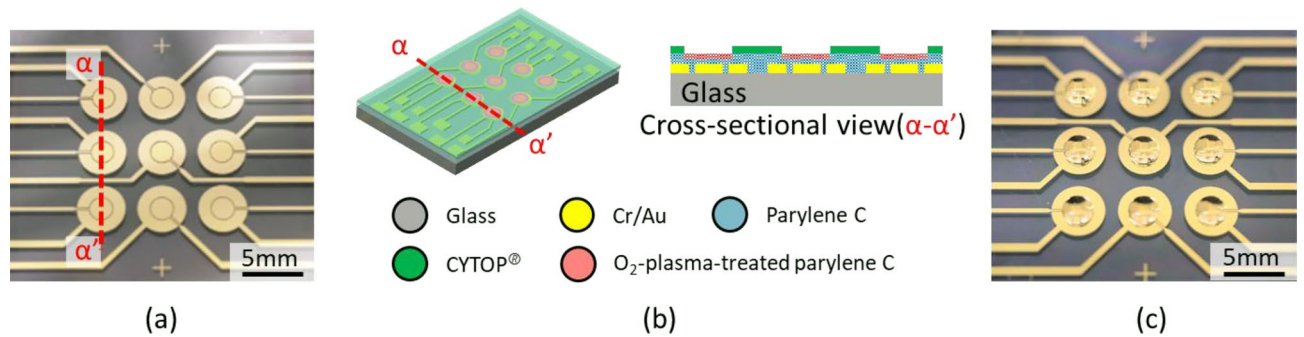 α
α'
5mm
(a)
α
α'
Glass
Cross-sectional view(α-α')
Glass
Cr/Au
Parylene C
CYTOP®
O₂-plasma-treated parylene C
(b)
5mm
(c)